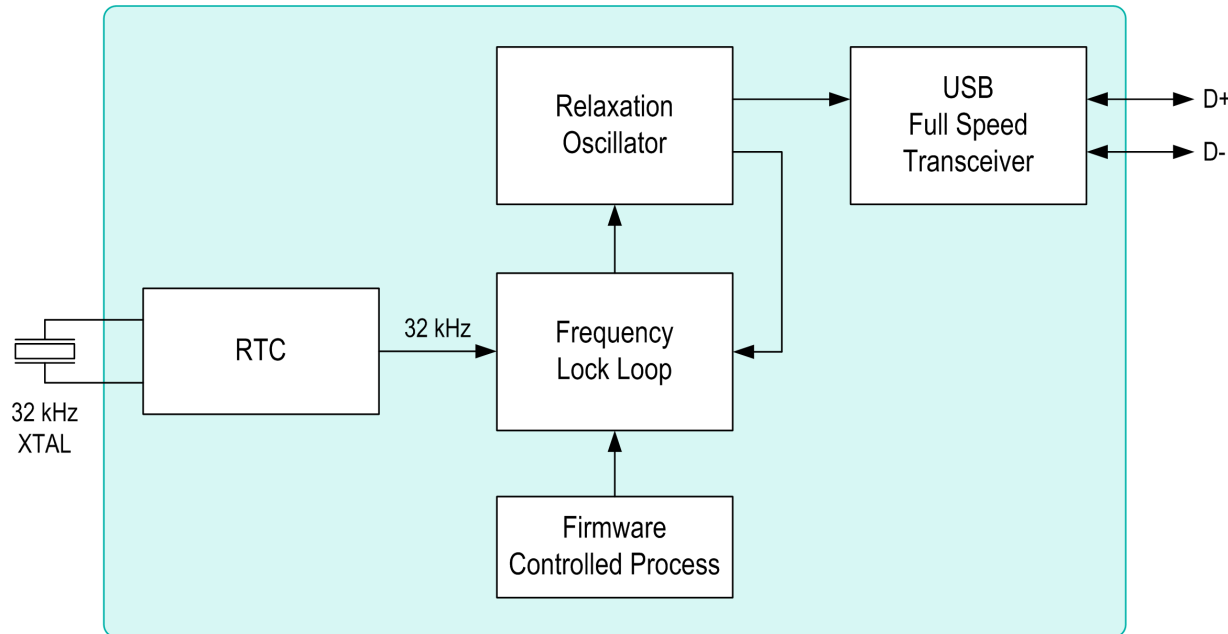 Relaxation
Oscillator
USB
Full Speed
Transceiver
D+
D-
RTC
32 kHz
Frequency
Lock Loop
32 kHz
XTAL
Firmware
Controlled Process